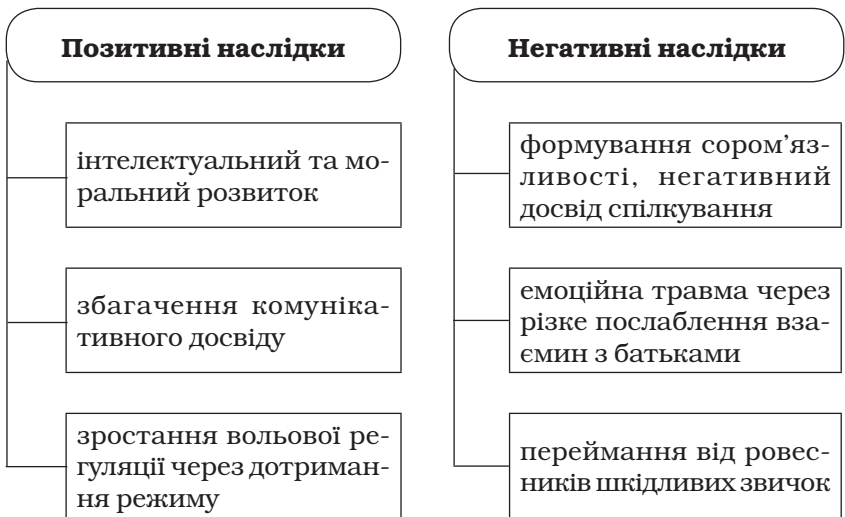 Позитивні наслідки
інтелектуальний та мо-
ральний розвиток
збагачення комуніка-
тивного досвіду
зростання вольової ре-
гуляції через дотриман-
ня режиму
Негативні наслідки
формування сором’яз-
ливості, негативний
досвід спілкування
емоційна травма через
різке послаблення вза-
ємин з батьками
переймання від ровес-
ників шкідливих звичок